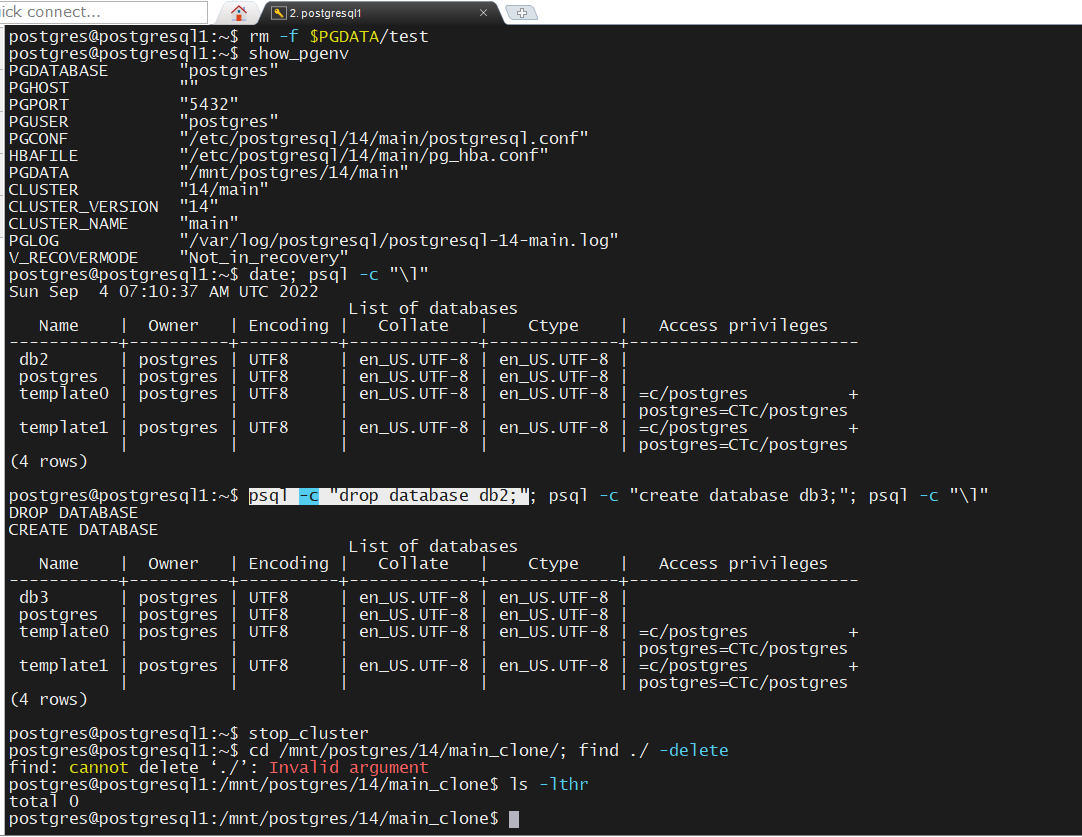 uick connect...
2. postgresql1
postgres@postgresql1:~$ rm -f $PGDATA/test
postgres@postgresql1:~$ show_pgenv
PGDATABASE       "postgres"
PGHOST           ""
PGPORT           "5432"
PGUSER           "postgres"
PGCONF           "/etc/postgresql/14/main/postgresql.conf"
HBAFILE          "/etc/postgresql/14/main/pg_hba.conf"
PGDATA           "/mnt/postgres/14/main"
CLUSTER          "14/main"
CLUSTER_VERSION  "14"
CLUSTER_NAME     "main"
PGLOG            "/var/log/postgresql/postgresql-14-main.log"
V_RECOVERMODE    "Not_in_recovery"
postgres@postgresql1:~$ date; psql -c "\l"
Sun Sep  4 07:10:37 AM UTC 2022
                                  List of databases
   Name    |  Owner   | Encoding |   Collate   |    Ctype    |   Access privileges
-----------+----------+----------+-------------+-------------+-----------------------
 db2       | postgres | UTF8     | en_US.UTF-8 | en_US.UTF-8 |
 postgres  | postgres | UTF8     | en_US.UTF-8 | en_US.UTF-8 |
 template0 | postgres | UTF8     | en_US.UTF-8 | en_US.UTF-8 | =c/postgres          +
           |          |          |             |             | postgres=CTc/postgres
 template1 | postgres | UTF8     | en_US.UTF-8 | en_US.UTF-8 | =c/postgres          +
           |          |          |             |             | postgres=CTc/postgres
(4 rows)
postgres@postgresql1:~$ psql -c "drop database db2;"; psql -c "create database db3;"; psql -c "\l"
DROP DATABASE
CREATE DATABASE
                                  List of databases
   Name    |  Owner   | Encoding |   Collate   |    Ctype    |   Access privileges
-----------+----------+----------+-------------+-------------+-----------------------
 db3       | postgres | UTF8     | en_US.UTF-8 | en_US.UTF-8 |
 postgres  | postgres | UTF8     | en_US.UTF-8 | en_US.UTF-8 |
 template0 | postgres | UTF8     | en_US.UTF-8 | en_US.UTF-8 | =c/postgres          +
           |          |          |             |             | postgres=CTc/postgres
 template1 | postgres | UTF8     | en_US.UTF-8 | en_US.UTF-8 | =c/postgres          +
           |          |          |             |             | postgres=CTc/postgres
(4 rows)
postgres@postgresql1:~$ stop_cluster
postgres@postgresql1:~$ cd /mnt/postgres/14/main_clone/; find ./ -delete
find: cannot delete ‘./’: Invalid argument
postgres@postgresql1:/mnt/postgres/14/main_clone$ ls -lthr
total 0
postgres@postgresql1:/mnt/postgres/14/main_clone$